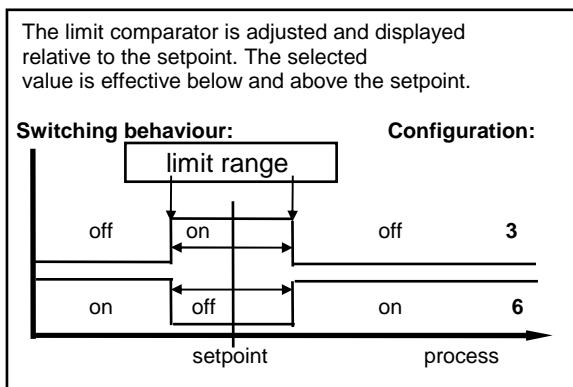 The limit comparator is adjusted and displayed
relative to the setpoint. The selected
value is effective below and above the setpoint.
Switching behaviour: Configuration:
limit range
off on off 3
on off on 6
setpoint process